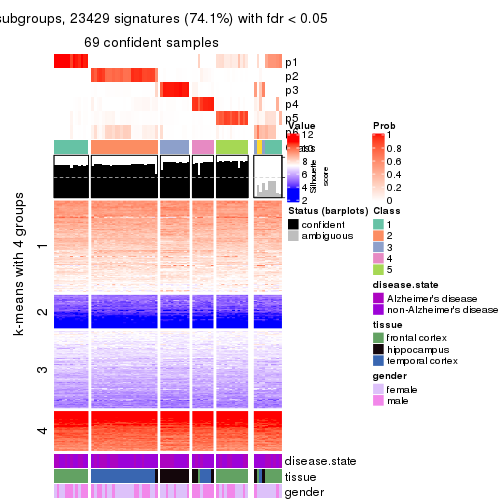 subgroups, 23429 signatures (74.1%) with fdr < 0.05
69 confident samples
p1
p2
p3
p4
p5
p6
Silhouette
score
k-means with 4 groups
1
2
3
4
disease.state
tissue
gender
Value
12
10
8
6
4
2
Status (barplots)
confident
ambiguous
Prob
1
0.8
0.6
0.4
0.2
0
Class
1
2
3
4
5
disease.state
Alzheimer's disease
non-Alzheimer's disease
tissue
frontal cortex
hippocampus
temporal cortex
gender
female
male